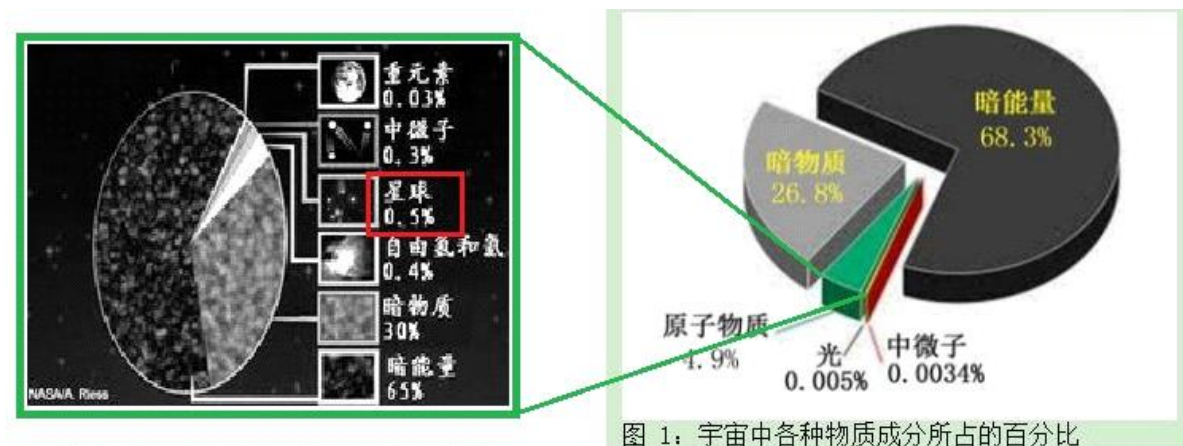 重元素
0.03%
中微子
0.3%
星球
0.5%
自由氢和氦
0.4%
暗物质
30%
暗能量
65%
NASA/A. Riess
暗能量
68.3%
暗物质
26.8%
原子物质
4.9%
光
0.005%
中微子
0.0034%
图 1: 宇宙中各种物质成分所占的百分比